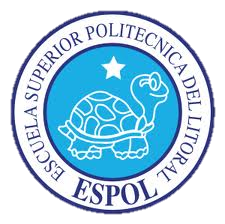 ESCUELA SUPERIOR POLITECNICA DEL LITORAL
ESPOL